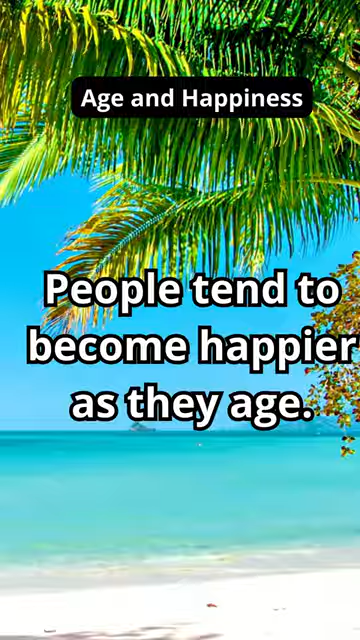 Age and Happiness
People tend to
become happier
as they age.